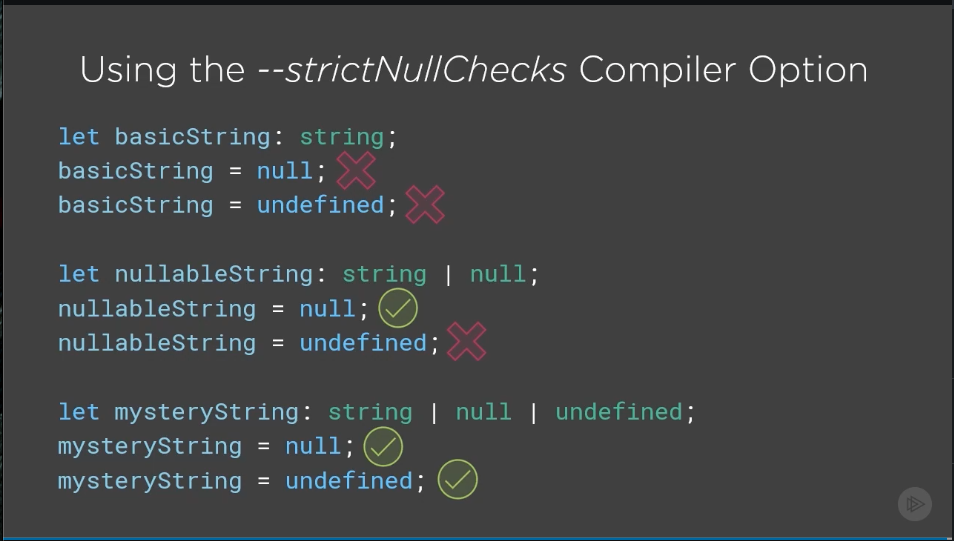 Using the --strictNullChecks Compiler Option
let basicString: string;
basicString = null;
basicString = undefined;
let nullableString: string | null;
nullableString = null;
nullableString = undefined;
let mysteryString: string | null | undefined;
mysteryString = null;
mysteryString = undefined;